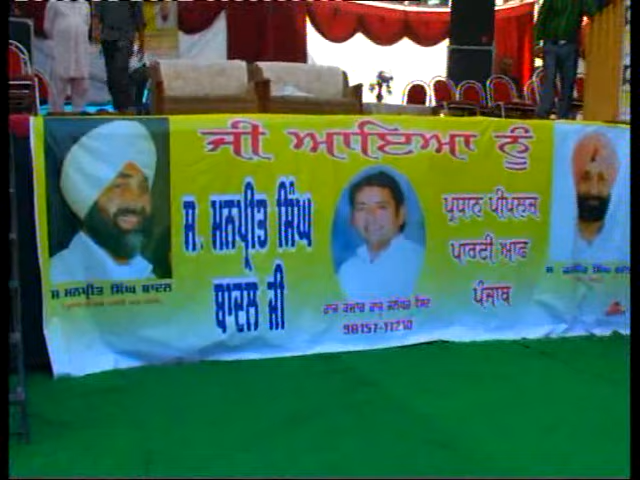 ਜੀ ਆਇਆ ਨੂੰ
ਸ. ਮਨਪ੍ਰੀਤ ਸਿੰਘ
ਬਾਦਲ ਜੀ
ਪ੍ਰਧਾਨ ਪੀਪਲਜ਼
ਪਾਰਟੀ ਆਫ
ਪੰਜਾਬ
ਸ ਮਨਪ੍ਰੀਤ ਸਿੰਘ ਬਾਦਲ
98157-11210